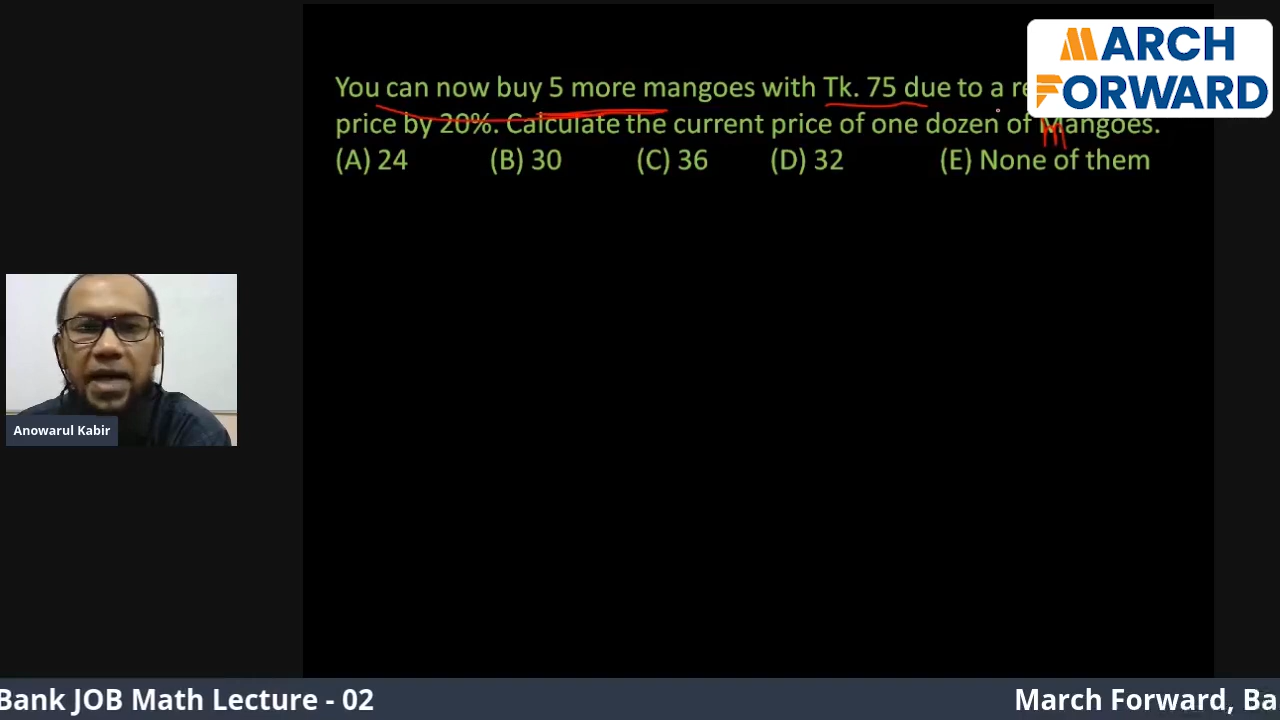 MARCH
FORWARD
You can now buy 5 more mangoes with Tk. 75 due to a
price by 20%. Calculate the current price of one dozen of Mangoes.
(A) 24 (B) 30 (C) 36 (D) 32 (E) None of them
Anowarul Kabir
Bank JOB Math Lecture - 02 March Forward, Ba